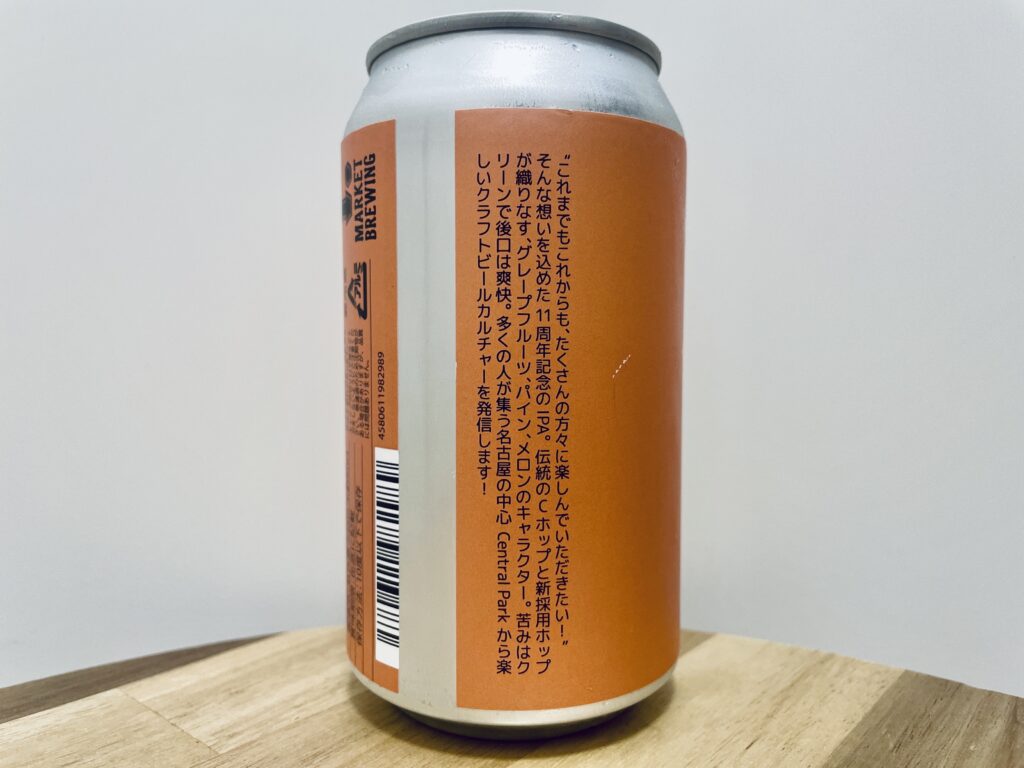 “これまでもこれからも、たくさんの方々に楽しんでいただきたい！”
そんな想いを込めた 11 周年記念の IPA。伝統の C ホップと新採用ホップ
が織りなす、グレープフルーツ、パイン、メロンのキャラクター。苦みはク
リーンで後口は爽快。多くの人が集う名古屋の中心 Central Park から楽
しいクラフトビールカルチャーを発信します！
MARKET
BREWING
アルミ
4580611982989